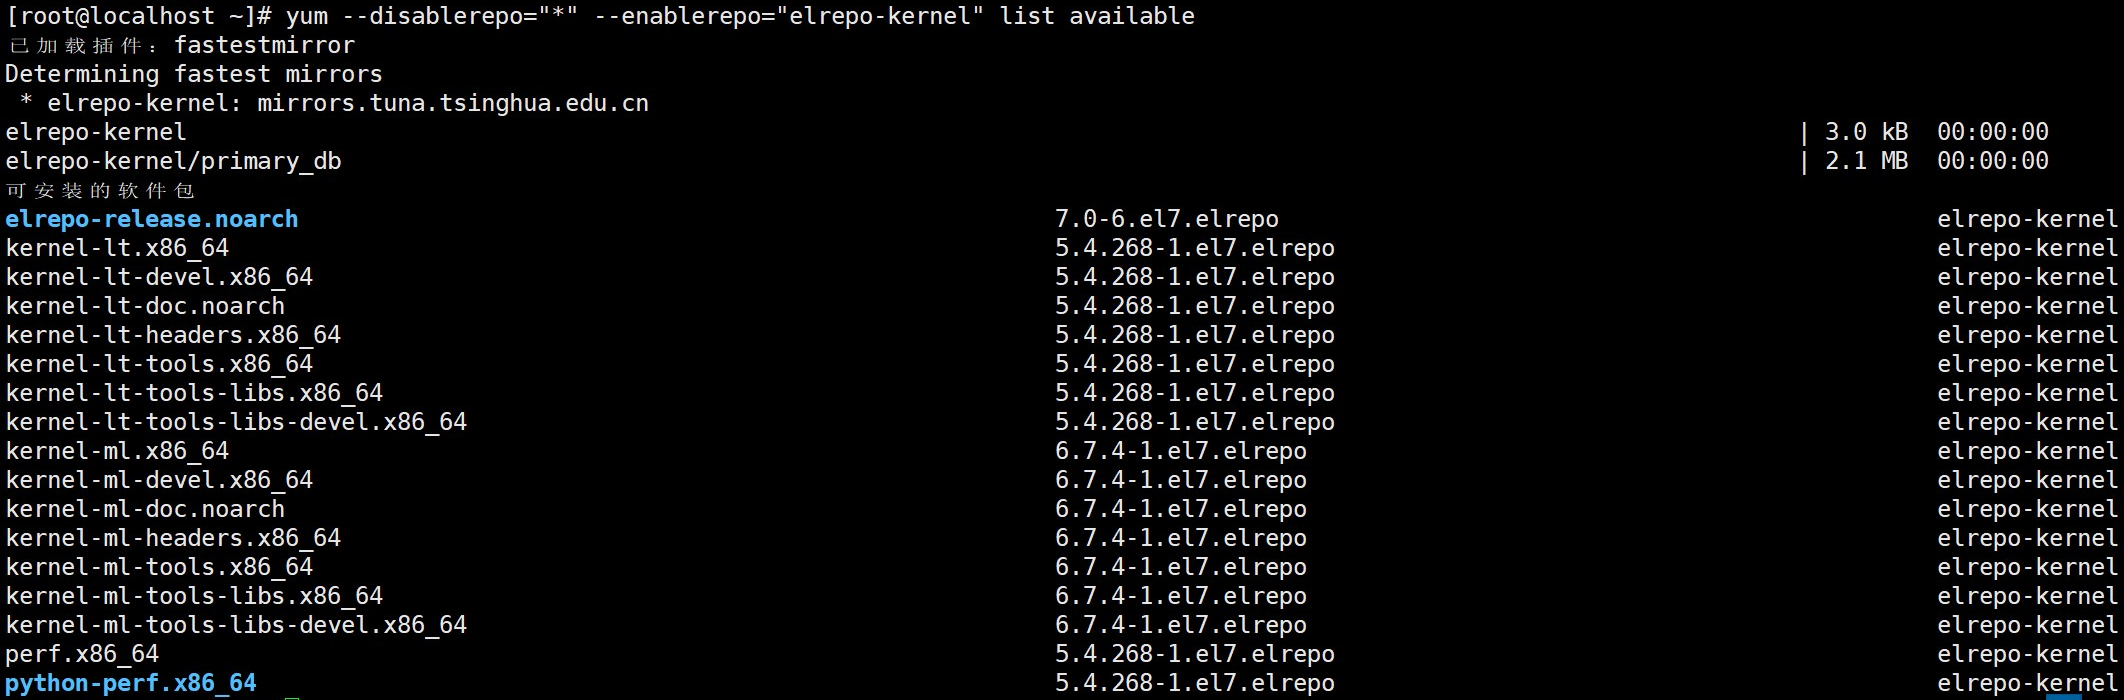 [root@localhost ~]# yum --disablerepo="*" --enablerepo="elrepo-kernel" list available
已加载插件：fastestmirror
Determining fastest mirrors
 * elrepo-kernel: mirrors.tuna.tsinghua.edu.cn
elrepo-kernel | 3.0 kB 00:00:00
elrepo-kernel/primary_db | 2.1 MB 00:00:00
可安装的软件包
elrepo-release.noarch 7.0-6.el7.elrepo elrepo-kernel
kernel-lt.x86_64 5.4.268-1.el7.elrepo elrepo-kernel
kernel-lt-devel.x86_64 5.4.268-1.el7.elrepo elrepo-kernel
kernel-lt-doc.noarch 5.4.268-1.el7.elrepo elrepo-kernel
kernel-lt-headers.x86_64 5.4.268-1.el7.elrepo elrepo-kernel
kernel-lt-tools.x86_64 5.4.268-1.el7.elrepo elrepo-kernel
kernel-lt-tools-libs.x86_64 5.4.268-1.el7.elrepo elrepo-kernel
kernel-lt-tools-libs-devel.x86_64 5.4.268-1.el7.elrepo elrepo-kernel
kernel-ml.x86_64 6.7.4-1.el7.elrepo elrepo-kernel
kernel-ml-devel.x86_64 6.7.4-1.el7.elrepo elrepo-kernel
kernel-ml-doc.noarch 6.7.4-1.el7.elrepo elrepo-kernel
kernel-ml-headers.x86_64 6.7.4-1.el7.elrepo elrepo-kernel
kernel-ml-tools.x86_64 6.7.4-1.el7.elrepo elrepo-kernel
kernel-ml-tools-libs.x86_64 6.7.4-1.el7.elrepo elrepo-kernel
kernel-ml-tools-libs-devel.x86_64 6.7.4-1.el7.elrepo elrepo-kernel
perf.x86_64 5.4.268-1.el7.elrepo elrepo-kernel
python-perf.x86_64 5.4.268-1.el7.elrepo elrepo-kernel